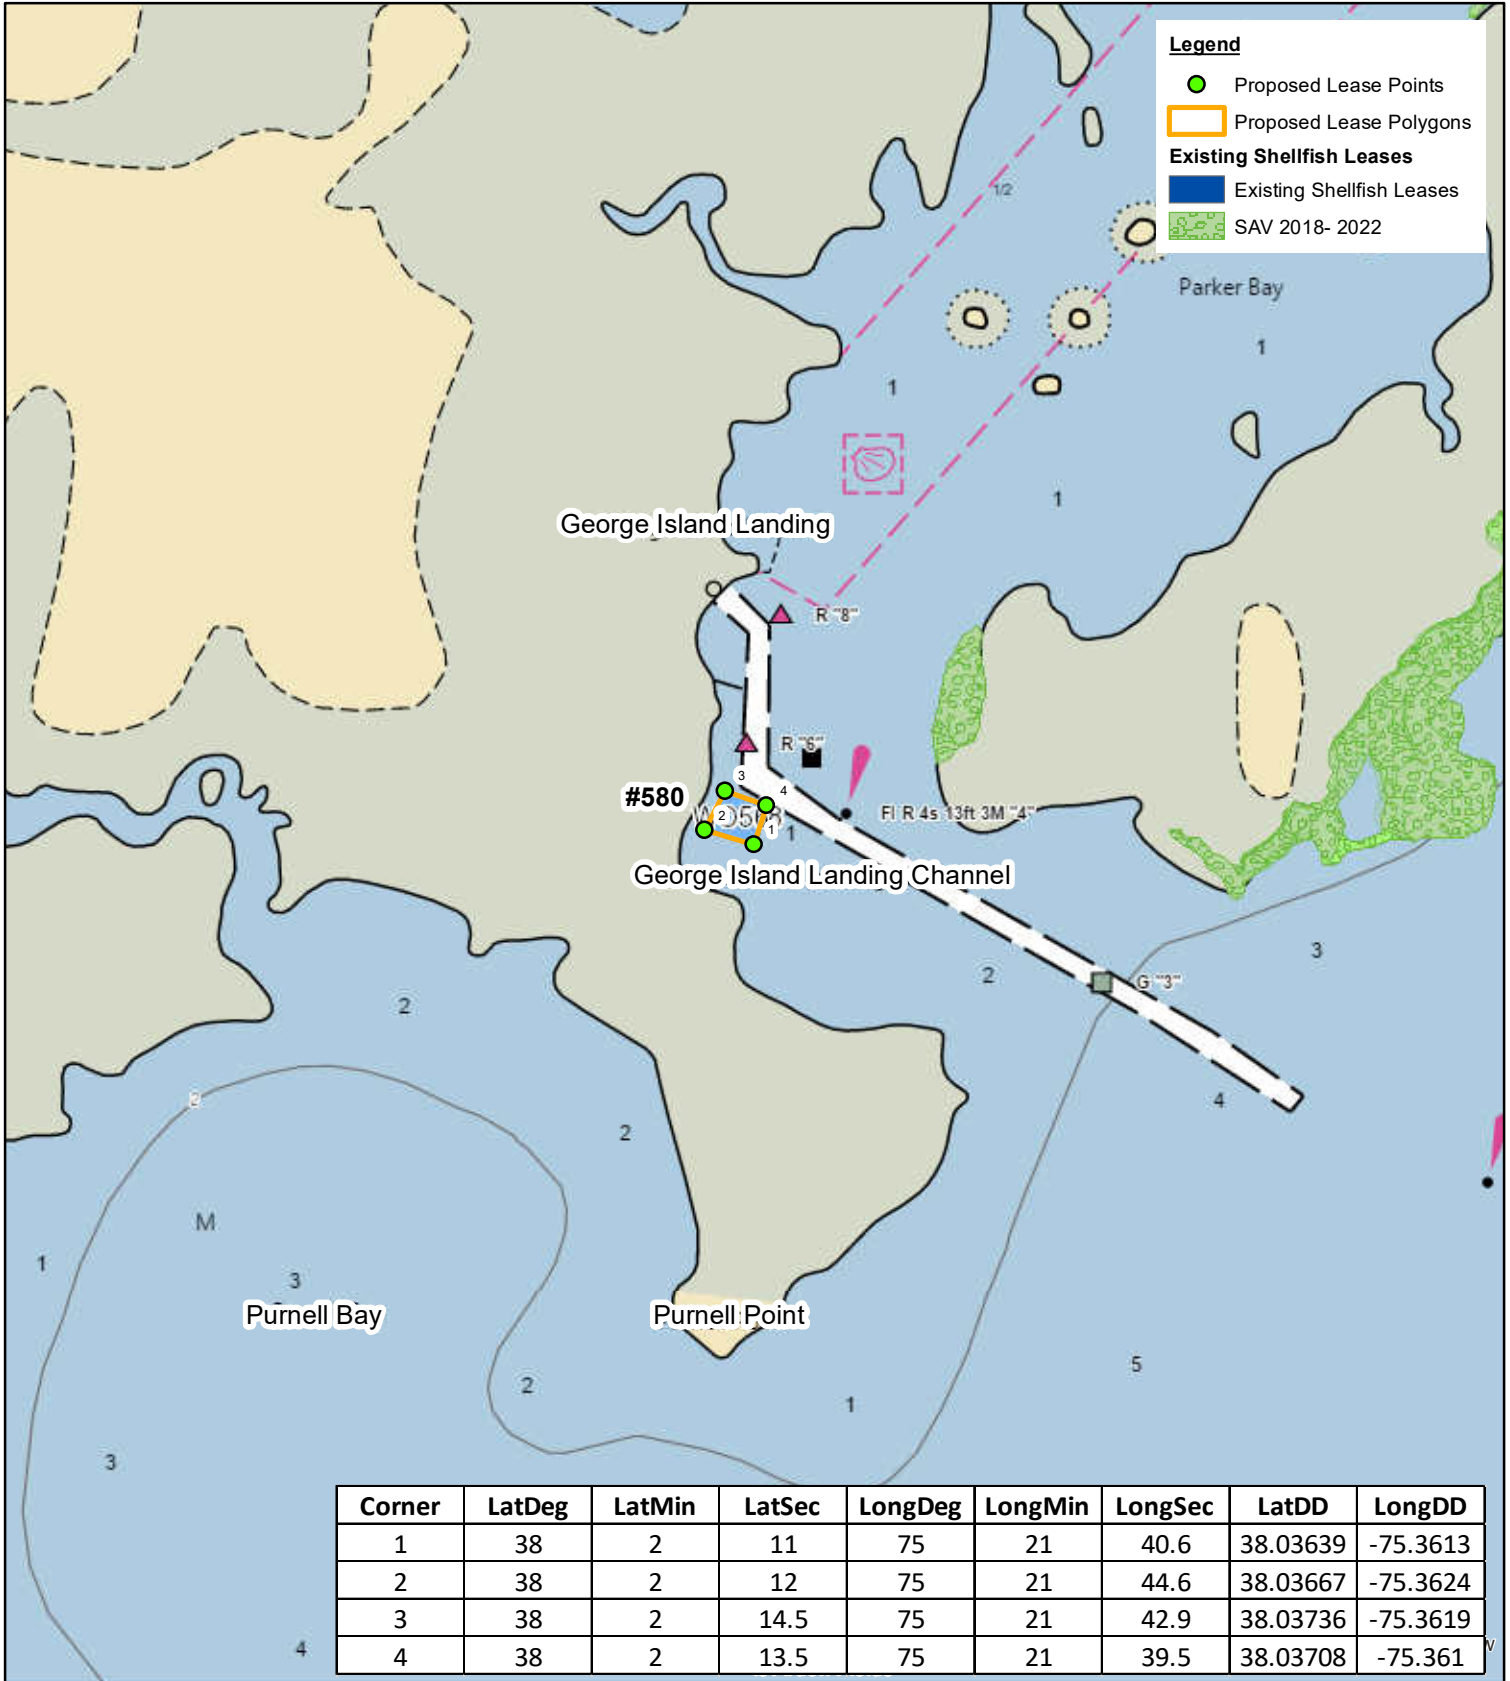 Legend
Proposed Lease Points
Proposed Lease Polygons
Existing Shellfish Leases
Existing Shellfish Leases
SAV 2018- 2022
1/2
Parker Bay
1
1
1
George Island Landing
R "8"
R "6"
3
4
#580
2
1
1
Fl R 4s 13ft 3M "4"
George Island Landing Channel
2
G "3"
3
2
4
2
2
M
1
3
Purnell Bay
Purnell Point
5
2
1
3
4
Corner LatDeg LatMin LatSec LongDeg LongMin LongSec LatDD LongDD
1 38 2 11 75 21 40.6 38.03639 -75.3613
2 38 2 12 75 21 44.6 38.03667 -75.3624
3 38 2 14.5 75 21 42.9 38.03736 -75.3619
4 38 2 13.5 75 21 39.5 38.03708 -75.361